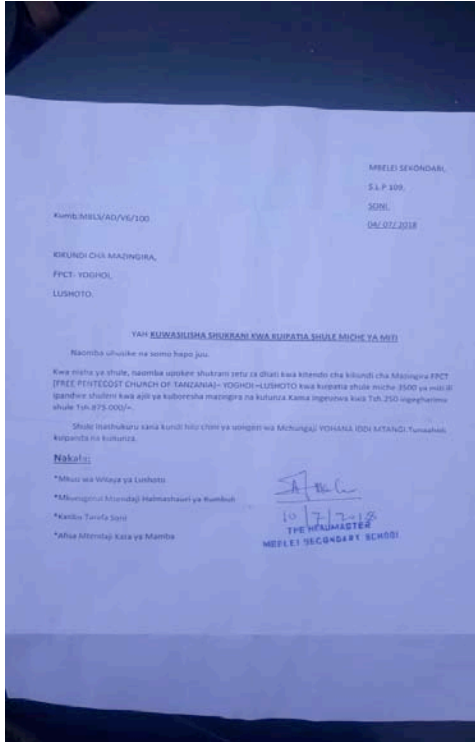 MBELEI SEKONDARI,
S.L.P 109,
SONI.
04/ 07/ 2018
Kumb:MBLS/AD/V6/100
KIKUNDI CHA MAZINGIRA,
FPCT- YOGHOI,
LUSHOTO.
YAH KUWASILISHA SHUKRANI KWA KUIPATIA SHULE MICHE YA MITI
Naomba uhusike na somo hapo juu.
Kwa niaba ya shule, naomba upokee shukrani zetu za dhati kwa kitendo cha kikundi cha Mazingira FPCT
[FREE PENTECOST CHURCH OF TANZANIA]– YOGHOI –LUSHOTO kwa kuipatia shule miche 3500 ya miti ili
ipandwe shuleni kwa ajili ya kuboresha mazingira na kutunza.Kama ingenunuliwa kwa Tsh.250 ingegharimu
shule Tsh.875.000/=.
Shule inashukuru sana kundi hilo chini ya uongozi wa Mchungaji YOHANA IDDI MTANDI.Tunaahidi
kuipanda na kuitunza.
Nakala:
*Mkuu wa Wilaya ya Lushoto
*Mkurugenzi Mtendaji Halmashauri ya Bumbuli
*Katibu Tarafa Soni
*Afisa Mtendaji Kata ya Mamba
10/7/2018
THE HEADMASTER
MBELEI SECONDARY SCHOOL